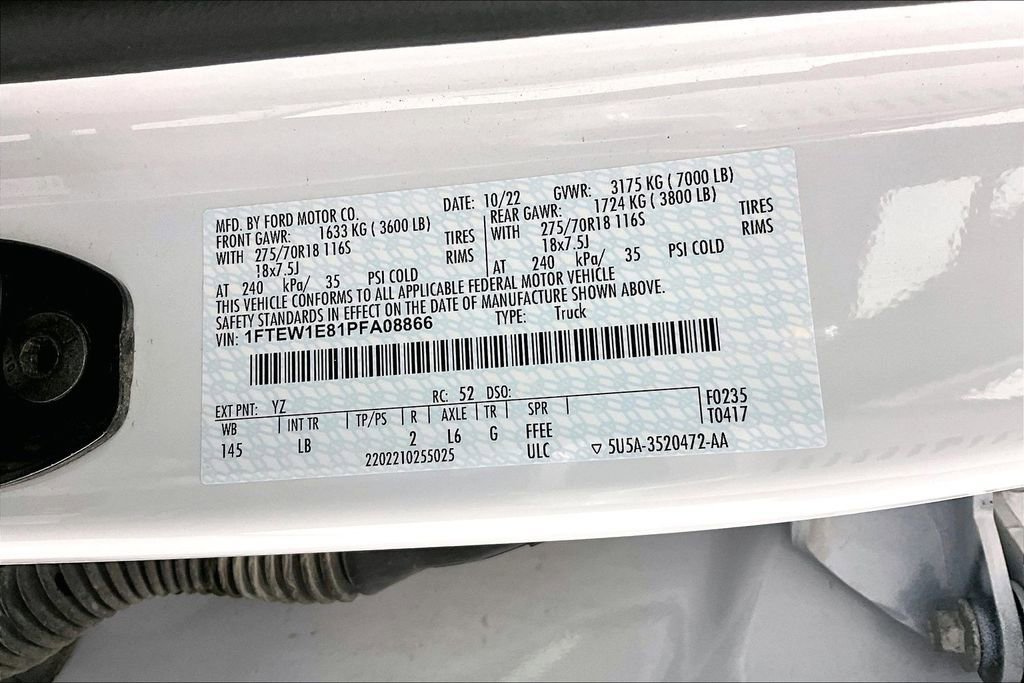 MFD. BY FORD MOTOR CO. DATE: 10/22 GVWR: 3175 KG ( 7000 LB)
FRONT GAWR: 1633 KG ( 3600 LB) REAR GAWR: 1724 KG ( 3800 LB)
WITH 275/70R18 116S TIRES WITH 275/70R18 116S TIRES
18x7.5J RIMS 18x7.5J RIMS
AT 240 kPa/ 35 PSI COLD AT 240 kPa/ 35 PSI COLD
THIS VEHICLE CONFORMS TO ALL APPLICABLE FEDERAL MOTOR VEHICLE
SAFETY STANDARDS IN EFFECT ON THE DATE OF MANUFACTURE SHOWN ABOVE.
VIN: 1FTEW1E81PFA08866 TYPE: Truck
EXT PNT: YZ RC: 52 DSO: F0235
WB INT TR TP/PS R AXLE TR SPR T0417
145 LB 2 L6 G FFEE
2202210255025 ULC ▽ 5U5A-3520472-AA